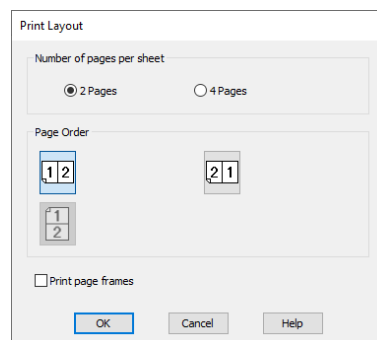 Print Layout
Number of pages per sheet
2 Pages 4 Pages
Page Order
1 2 2 1
1
2
Print page frames
OK Cancel Help